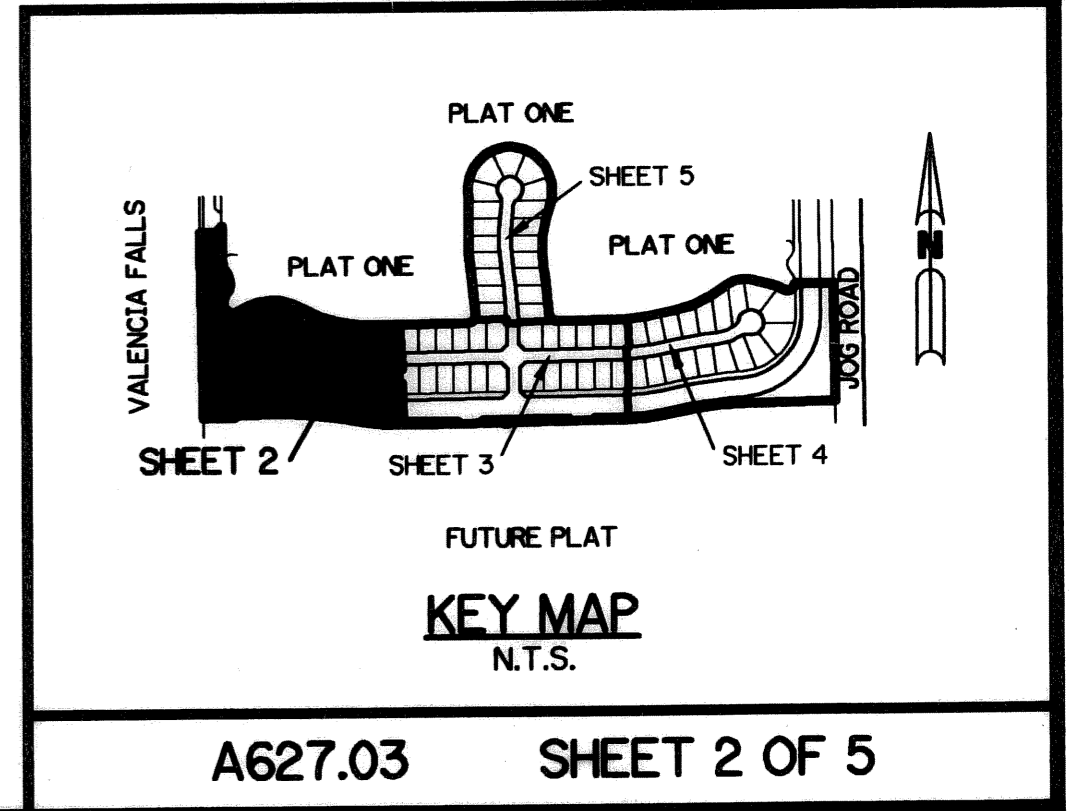 PLAT ONE
SHEET 5
VALENCIA FALLS
PLAT ONE
PLAT ONE
N
JOG ROAD
SHEET 2
SHEET 3
SHEET 4
FUTURE PLAT
KEY MAP
N.T.S.
A627.03 SHEET 2 OF 5